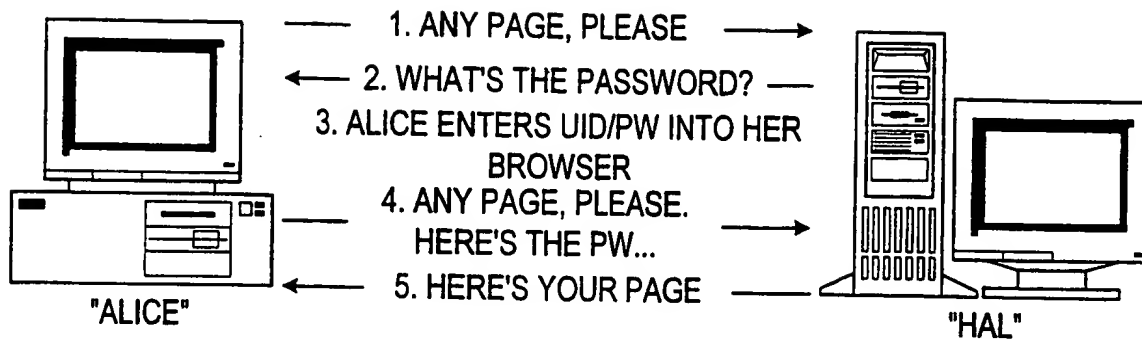 1. ANY PAGE, PLEASE
2. WHAT'S THE PASSWORD?
3. ALICE ENTERS UID/PW INTO HER
BROWSER
4. ANY PAGE, PLEASE.
HERE'S THE PW...
5. HERE'S YOUR PAGE
"ALICE"
"HAL"